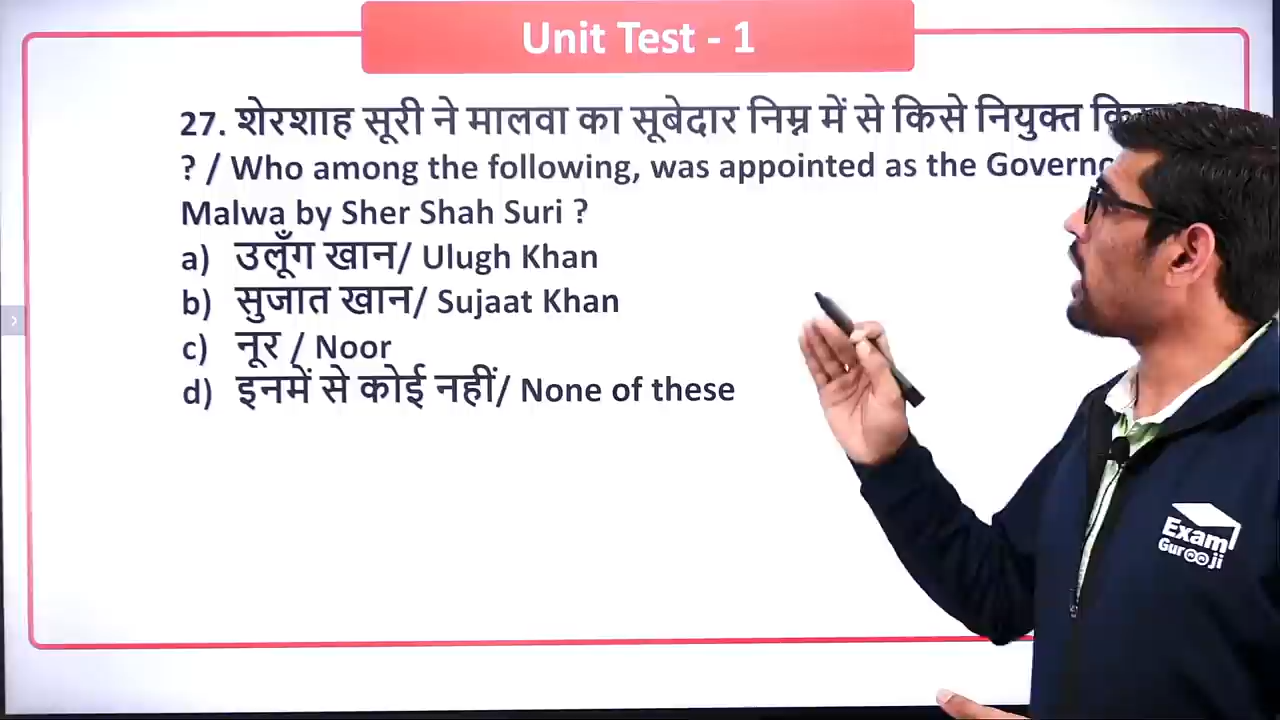 Unit Test - 1
27. शेरशाह सूरी ने मालवा का सूबेदार निम्न में से किसे नियुक्त
? / Who among the following, was appointed as the
Malwa by Sher Shah Suri ?
a) उलूँग खान/ Ulugh Khan
b) सुजात खान/ Sujaat Khan
c) नूर / Noor
d) इनमें से कोई नहीं/ None of these
Exam
Gurooji